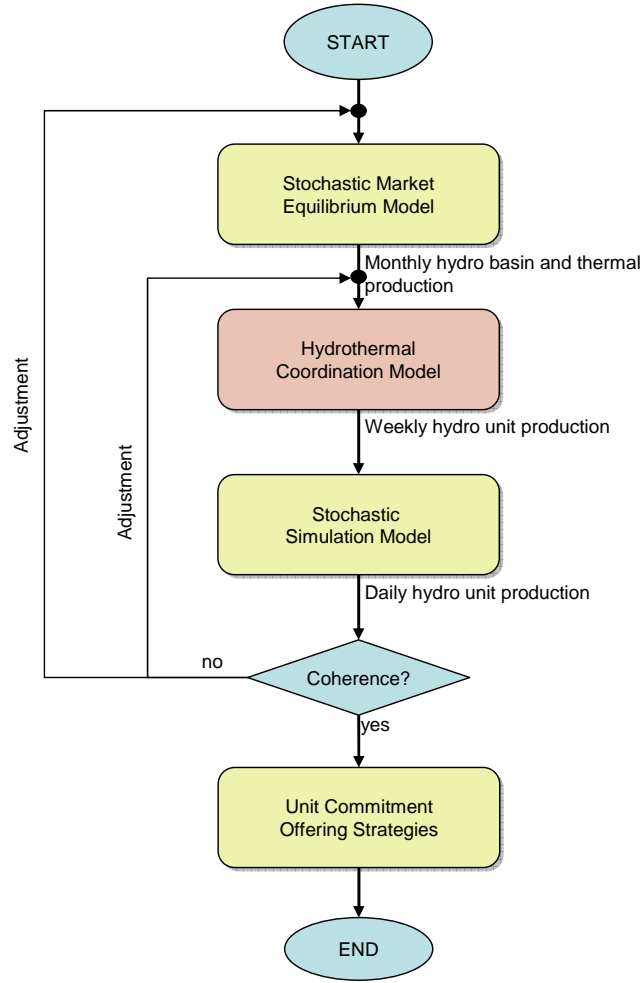 START
Stochastic Market
Equilibrium Model
Monthly hydro basin and thermal
production
Hydrothermal
Coordination Model
Weekly hydro unit production
Adjustment
Adjustment
Stochastic
Simulation Model
Daily hydro unit production
no
Coherence?
yes
Unit Commitment
Offering Strategies
END